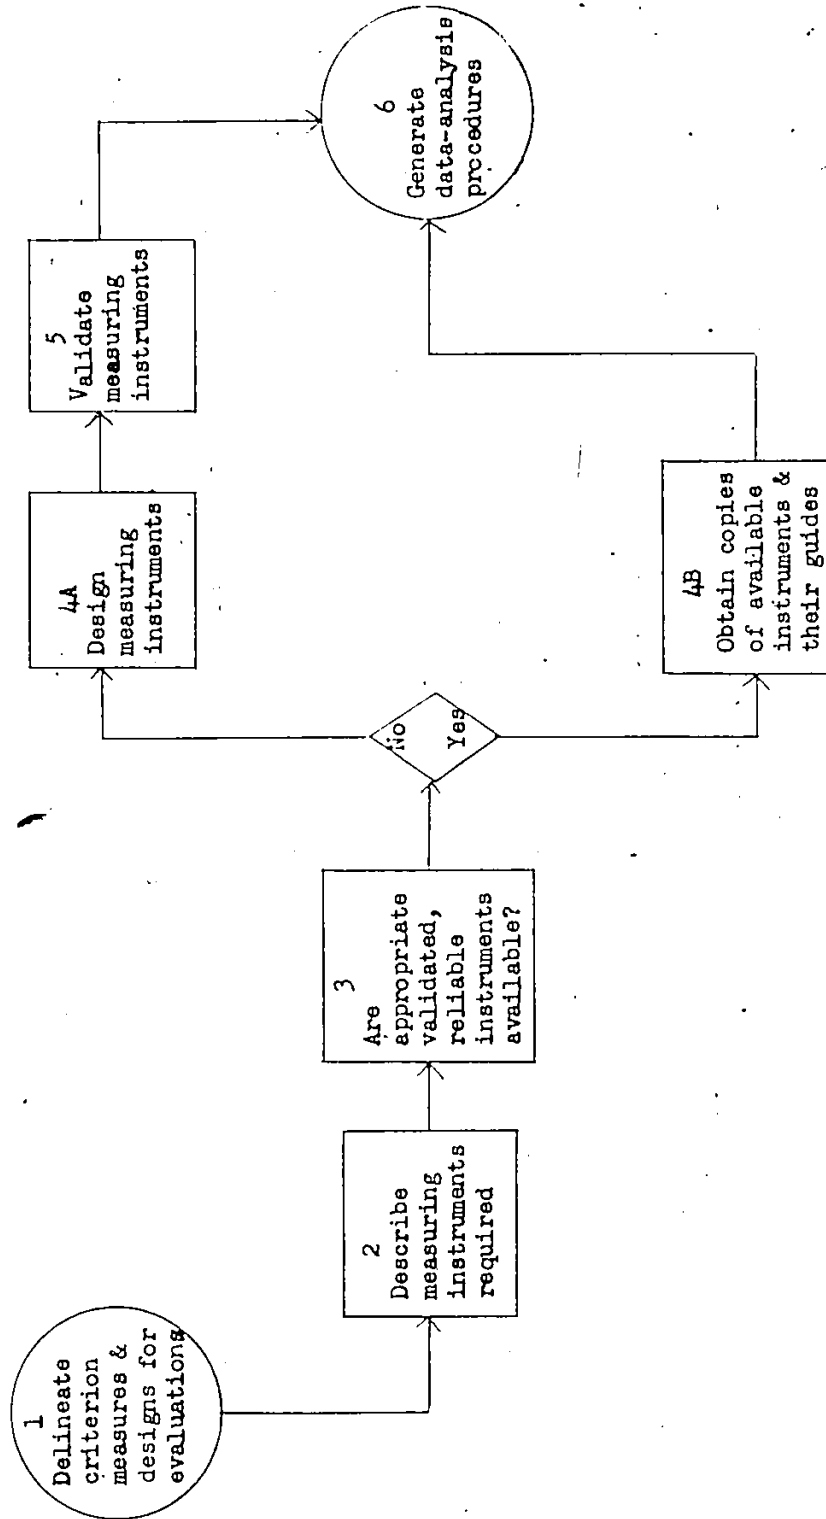 1
Delineate
criterion
measures &
designs for
evaluations
2
Describe
measuring
instruments
required
3
Are
appropriate
validated,
reliable
instruments
available?
No
Yes
4A
Design
measuring
instruments
5
Validate
measuring
instruments
4B
Obtain copies
of available
instruments &
their guides
6
Generate
data-analysis
procedures